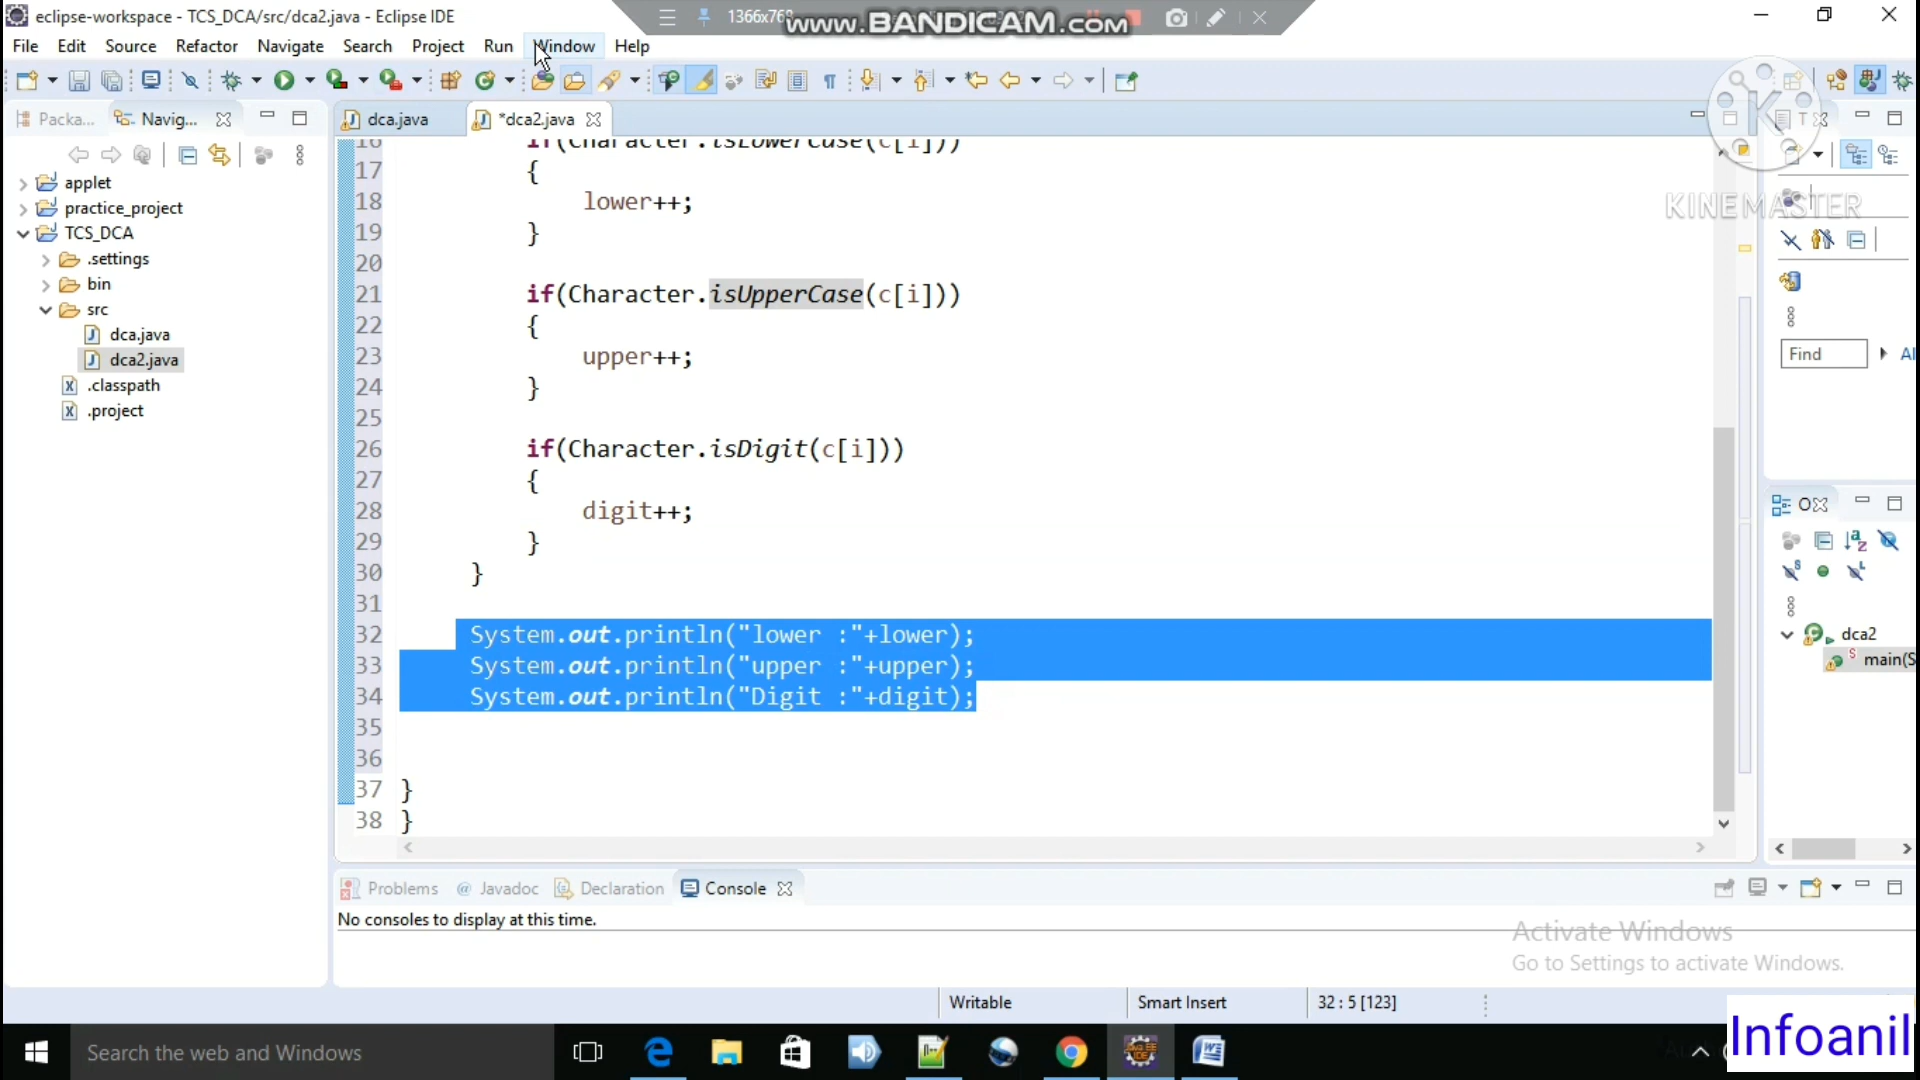 eclipse-workspace - TCS_DCA/src/dca2.java - Eclipse IDE
1366x768
www.BANDICAM.com
File Edit Source Refactor Navigate Search Project Run Window Help
Packa...
Navig...
dca.java
*dca2.java
T
KINEMASTER
applet
practice_project
TCS_DCA
.settings
bin
src
dca.java
dca2.java
.classpath
.project
16 if(Character.isLowerCase(c[i]))
17 {
18 lower++;
19 }
20
21 if(Character.isUpperCase(c[i]))
22 {
23 upper++;
24 }
25
26 if(Character.isDigit(c[i]))
27 {
28 digit++;
29 }
30 }
31
32 System.out.println("lower :"+lower);
33 System.out.println("upper :"+upper);
34 System.out.println("Digit :"+digit);
35
36
37 }
38 }
Find
Al
O
dca2
main(S
Problems
@ Javadoc
Declaration
Console
No consoles to display at this time.
Activate Windows
Go to Settings to activate Windows.
Writable
Smart Insert
32 : 5 [123]
Search the web and Windows
Infoanil